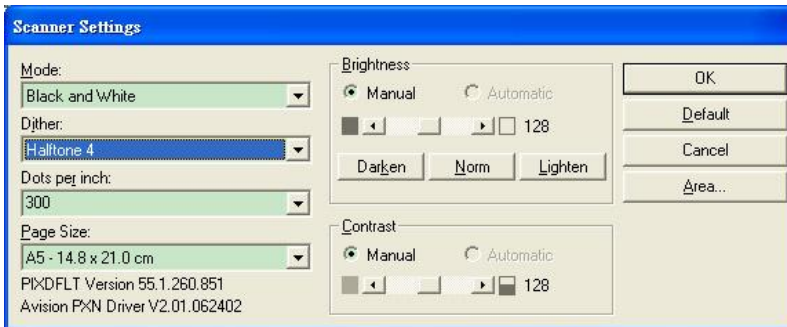 Scanner Settings
Mode:
Black and White
Dither:
Halftone 4
Dots per inch:
300
Page Size:
A5 - 14.8 x 21.0 cm
PIXDFLT Version 55.1.260.851
Avision PXN Driver V2.01.062402
Brightness
Manual Automatic
128
Darken Norm Lighten
Contrast
Manual Automatic
128
OK
Default
Cancel
Area...